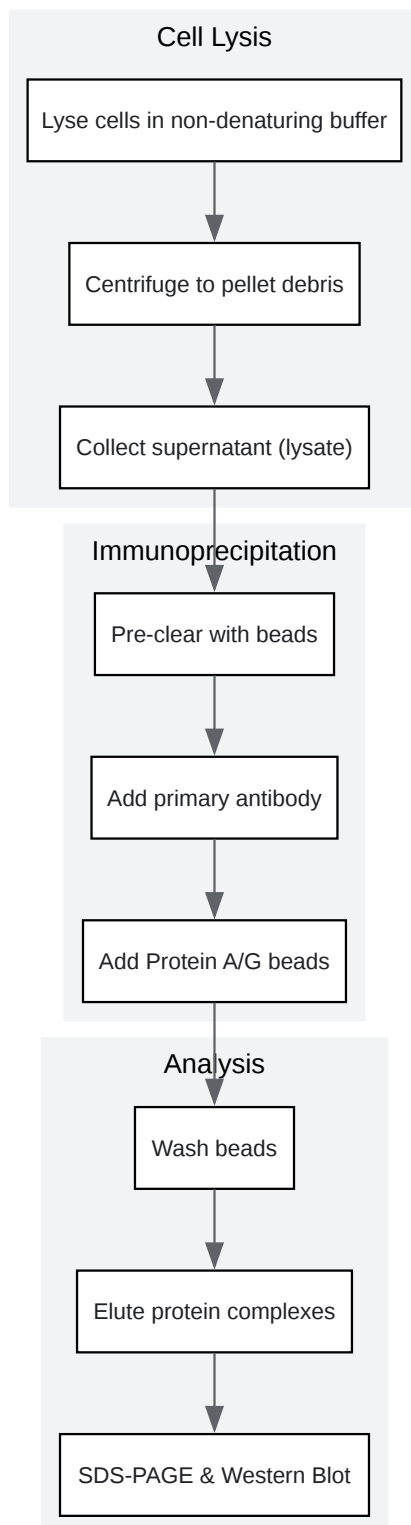 Cell Lysis
Lyse cells in non-denaturing buffer
Centrifuge to pellet debris
Collect supernatant (lysate)
Immunoprecipitation
Pre-clear with beads
Add primary antibody
Add Protein A/G beads
Analysis
Wash beads
Elute protein complexes
SDS-PAGE & Western Blot